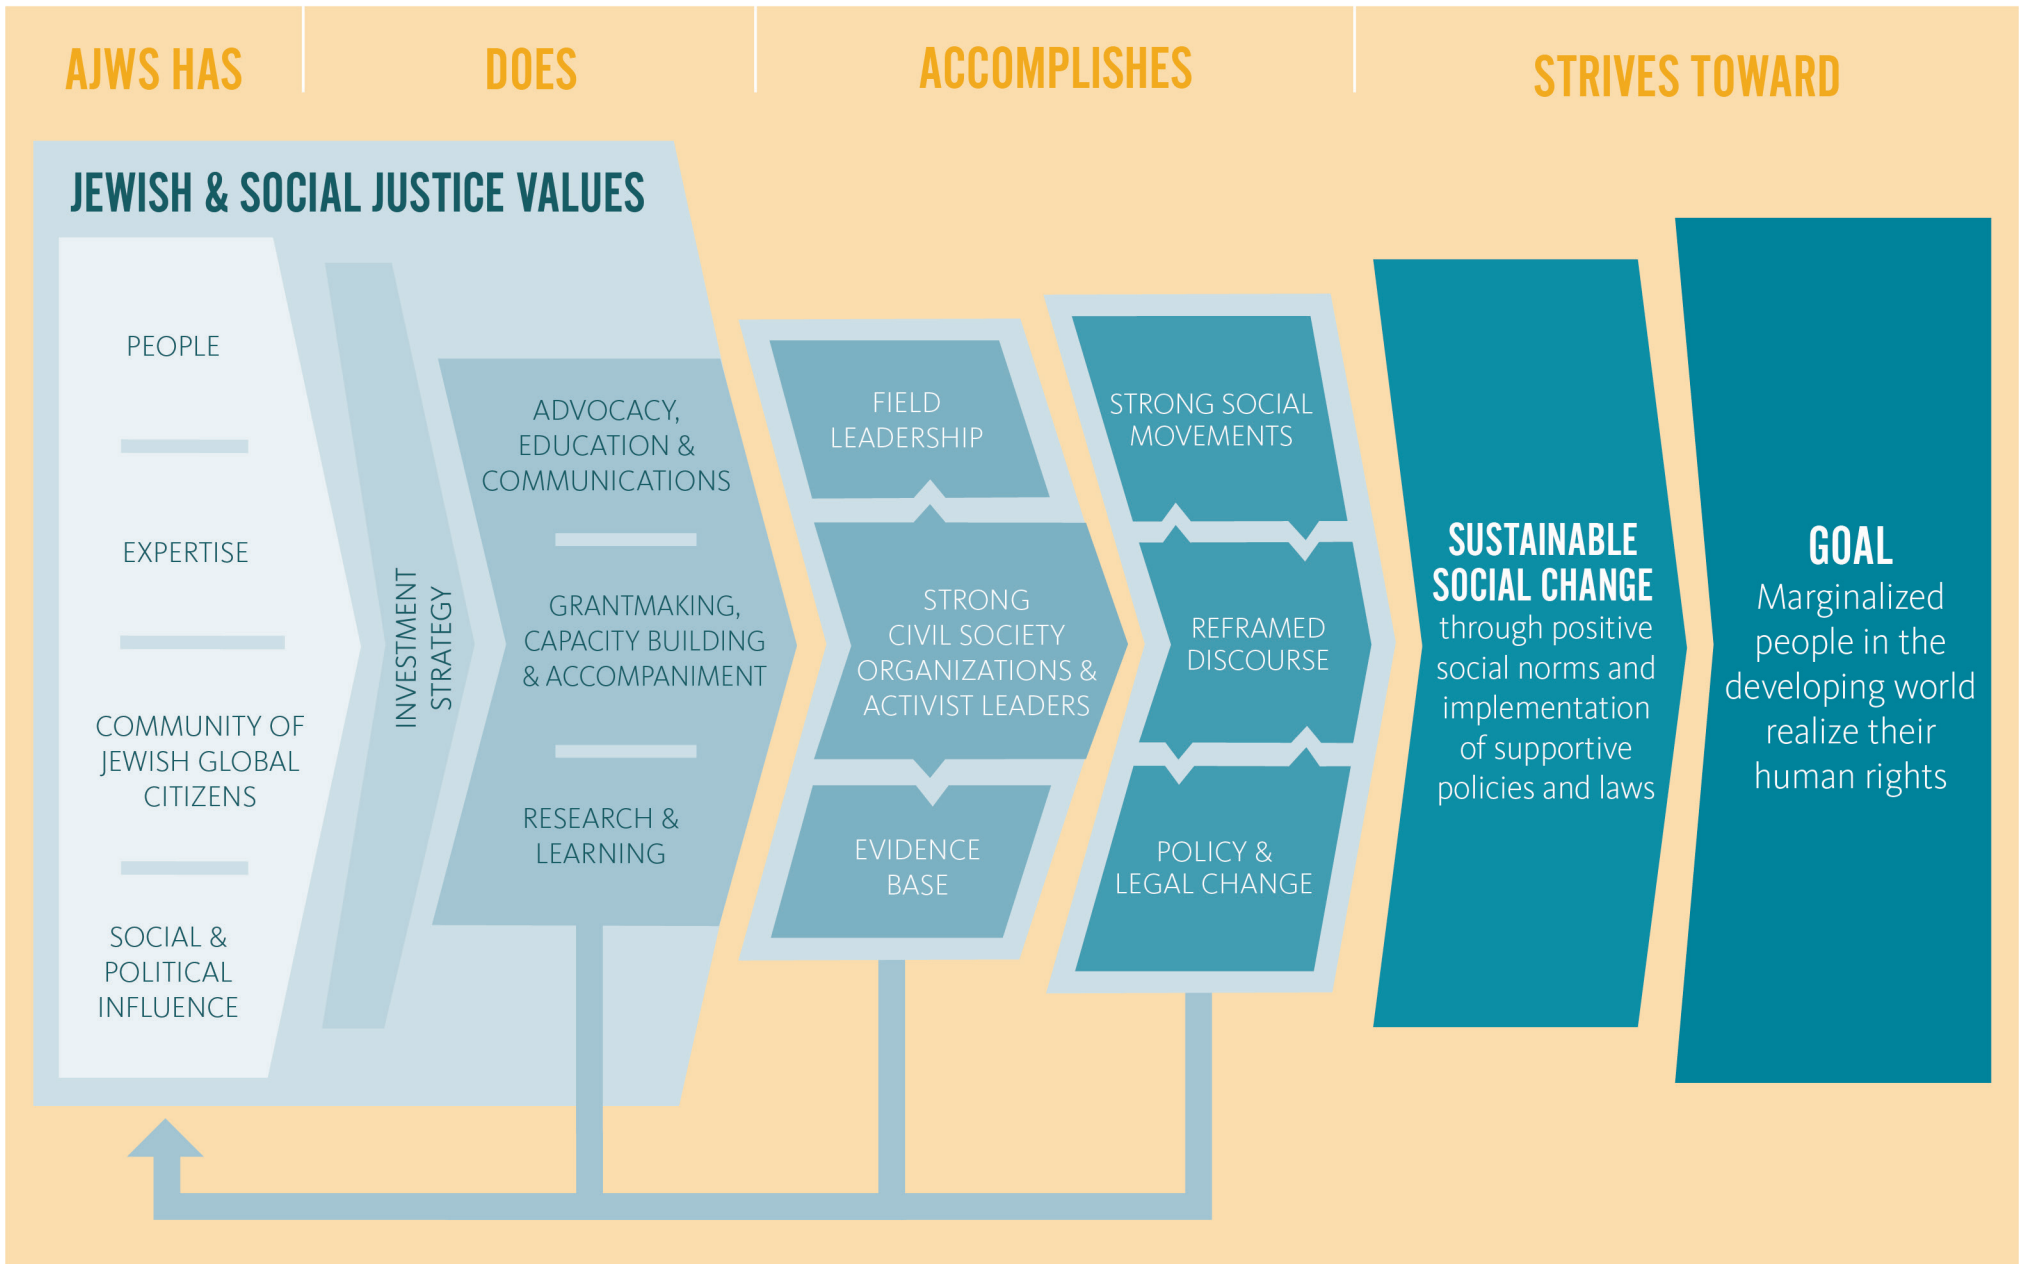 AJWS HAS
DOES
ACCOMPLISHES
STRIVES TOWARD
JEWISH & SOCIAL JUSTICE VALUES
PEOPLE
EXPERTISE
COMMUNITY OF
JEWISH GLOBAL
CITIZENS
SOCIAL &
POLITICAL
INFLUENCE
INVESTMENT
STRATEGY
ADVOCACY,
EDUCATION &
COMMUNICATIONS
GRANTMAKING,
CAPACITY BUILDING
& ACCOMPANIMENT
RESEARCH &
LEARNING
FIELD
LEADERSHIP
STRONG
CIVIL SOCIETY
ORGANIZATIONS &
ACTIVIST LEADERS
EVIDENCE
BASE
STRONG SOCIAL
MOVEMENTS
REFRAMED
DISCOURSE
POLICY &
LEGAL CHANGE
SUSTAINABLE
SOCIAL CHANGE
through positive
social norms and
implementation
of supportive
policies and laws
GOAL
Marginalized
people in the
developing world
realize their
human rights